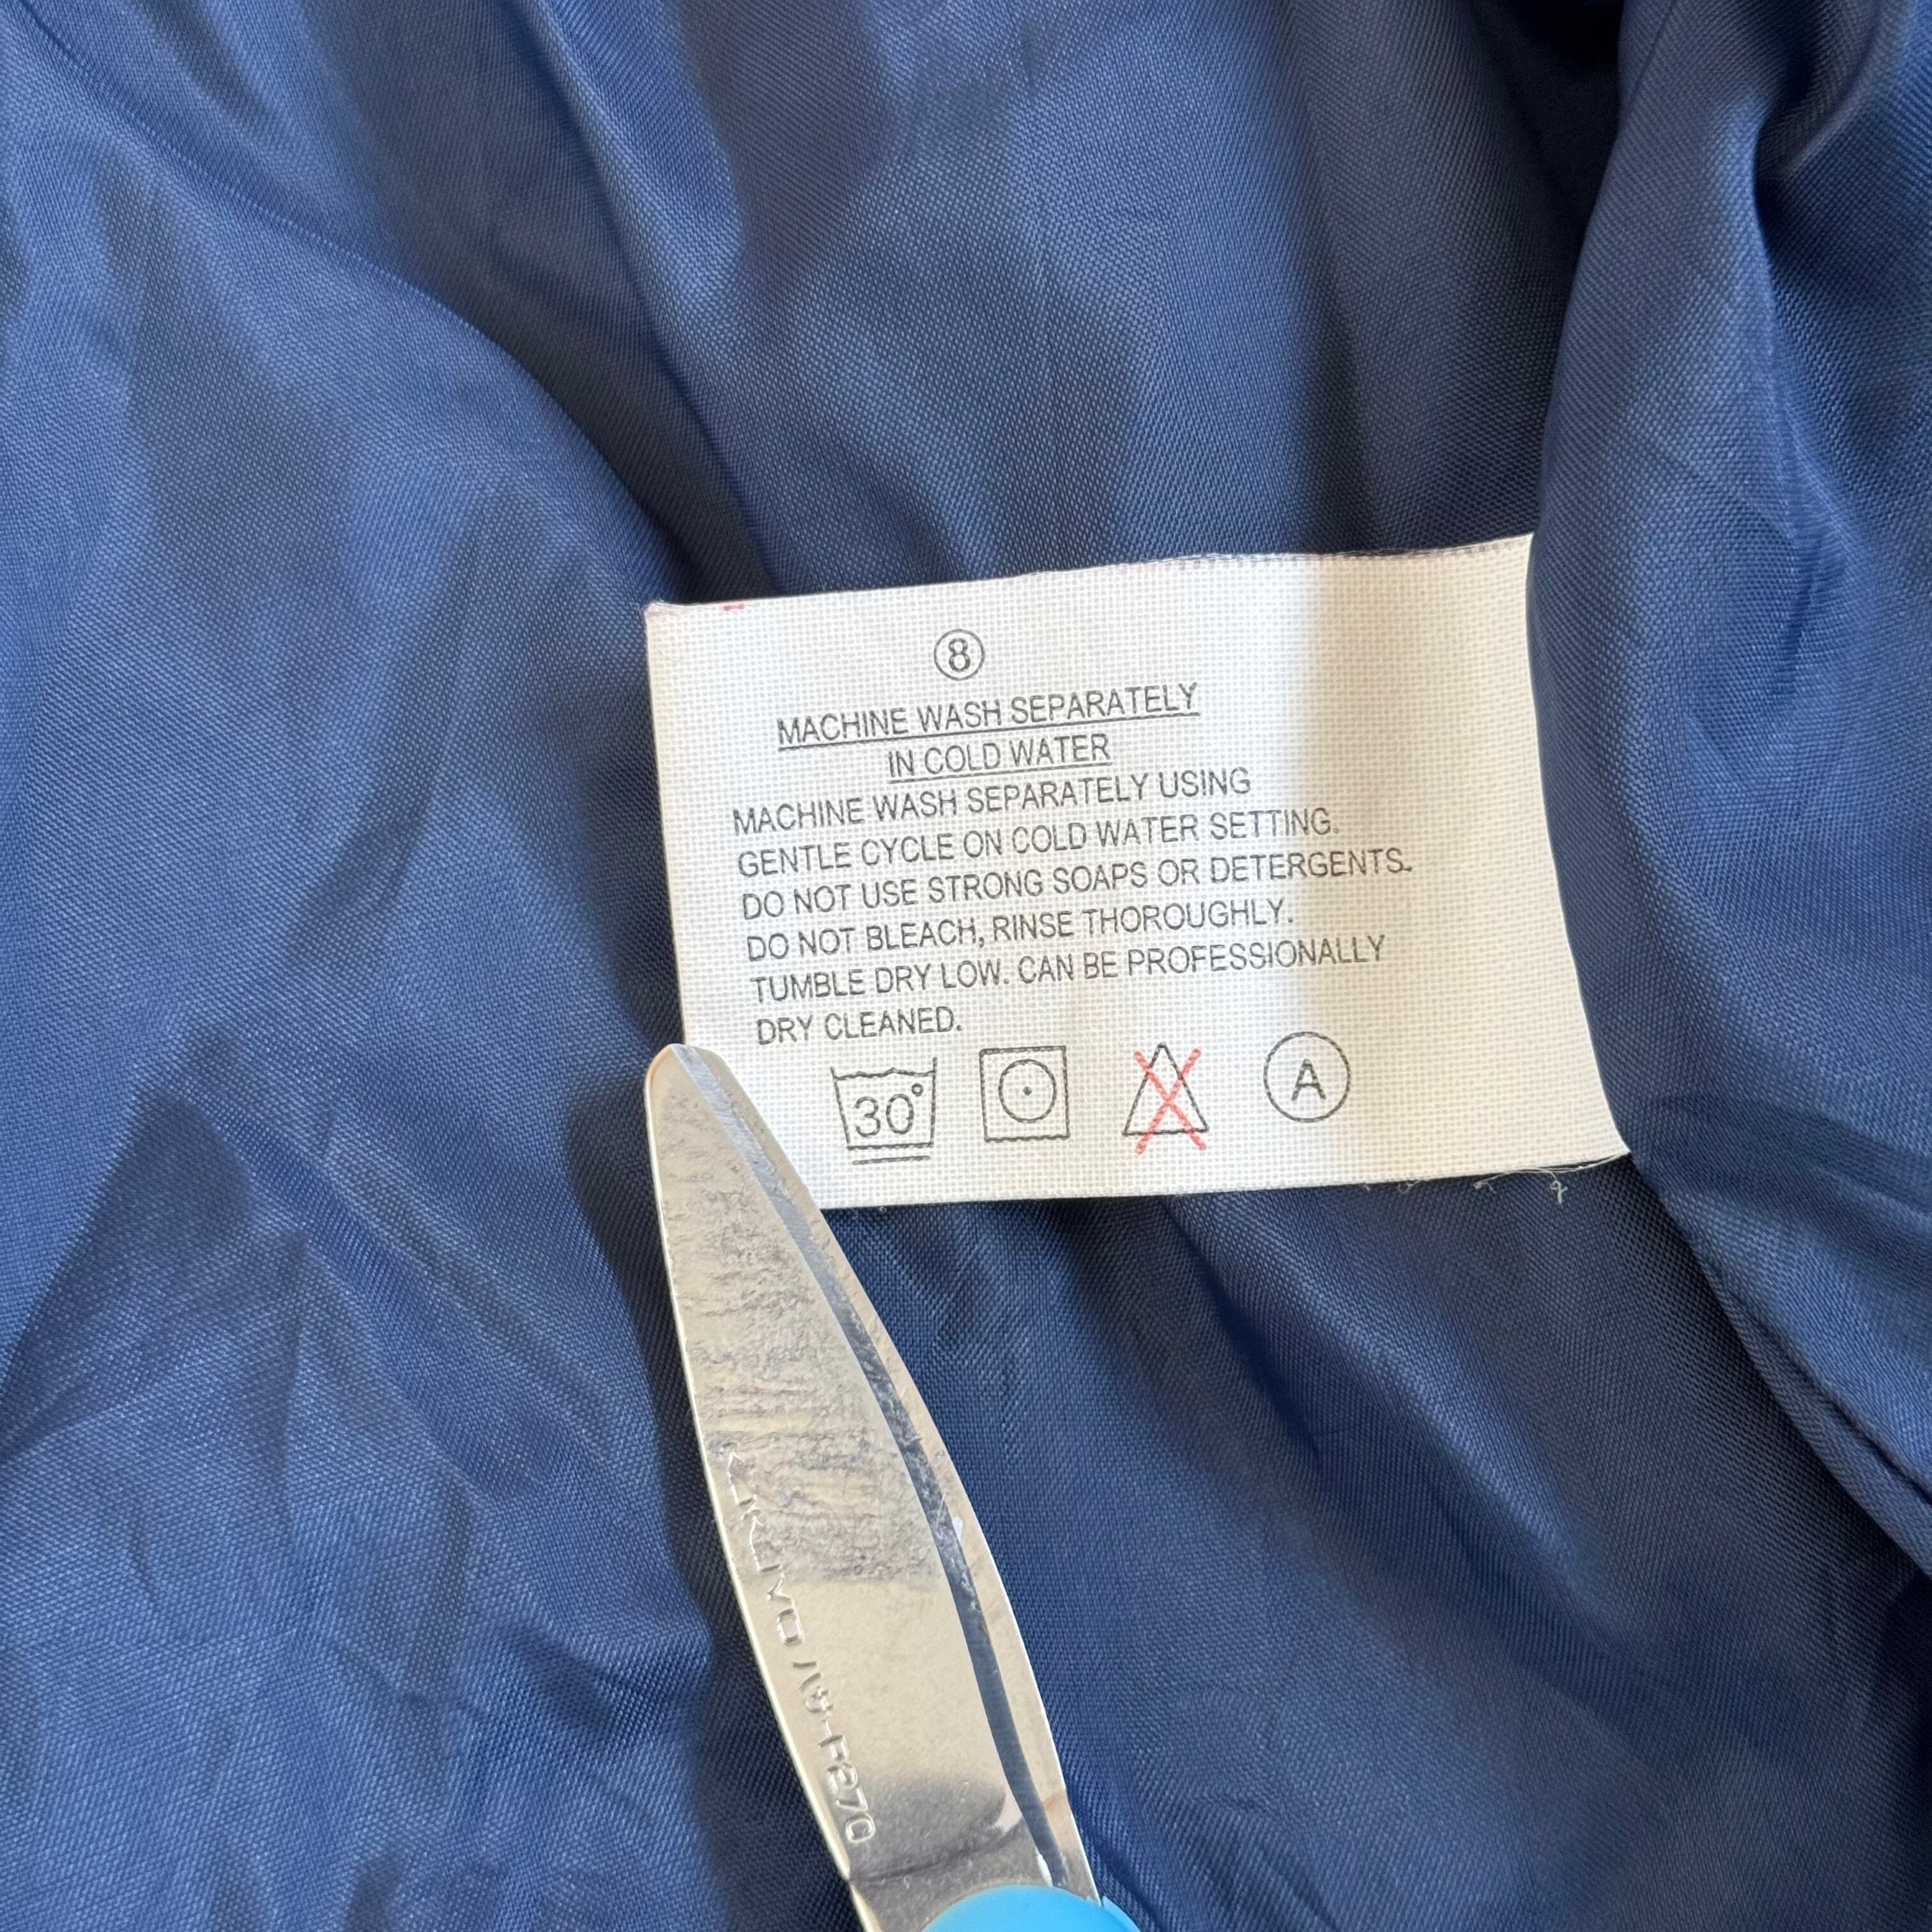 8
MACHINE WASH SEPARATELY
IN COLD WATER
MACHINE WASH SEPARATELY USING
GENTLE CYCLE ON COLD WATER SETTING.
DO NOT USE STRONG SOAPS OR DETERGENTS.
DO NOT BLEACH, RINSE THOROUGHLY.
TUMBLE DRY LOW. CAN BE PROFESSIONALLY
DRY CLEANED.
30° A